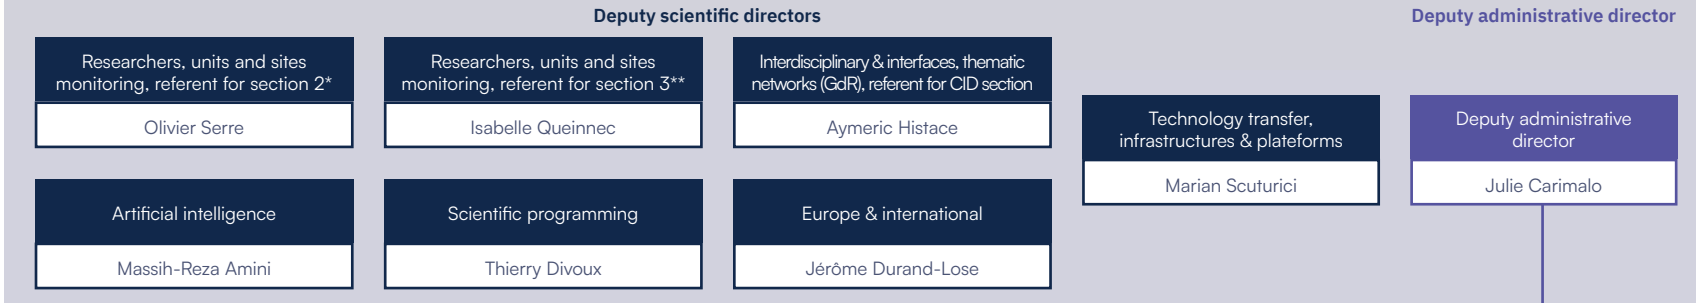 Deputy scientific directors
Deputy administrative director
Researchers, units and sites
monitoring, referent for section 2*
Olivier Serre
Researchers, units and sites
monitoring, referent for section 3**
Isabelle Queinnec
Interdisciplinary & interfaces, thematic
networks (GdR), referent for CID section
Aymeric Histace
Technology transfer,
infrastructures & plateforms
Marian Scuturici
Deputy administrative
director
Julie Carimalo
Artificial intelligence
Massih-Reza Amini
Scientific programming
Thierry Divoux
Europe & international
Jérôme Durand-Lose